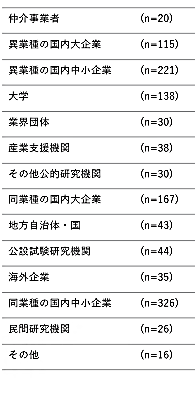 仲介事業者 (n=20)
異業種の国内大企業 (n=115)
異業種の国内中小企業 (n=221)
大学 (n=138)
業界団体 (n=30)
産業支援機関 (n=38)
その他公的研究機関 (n=30)
同業種の国内大企業 (n=167)
地方自治体・国 (n=43)
公設試験研究機関 (n=44)
海外企業 (n=35)
同業種の国内中小企業 (n=326)
民間研究機関 (n=26)
その他 (n=16)